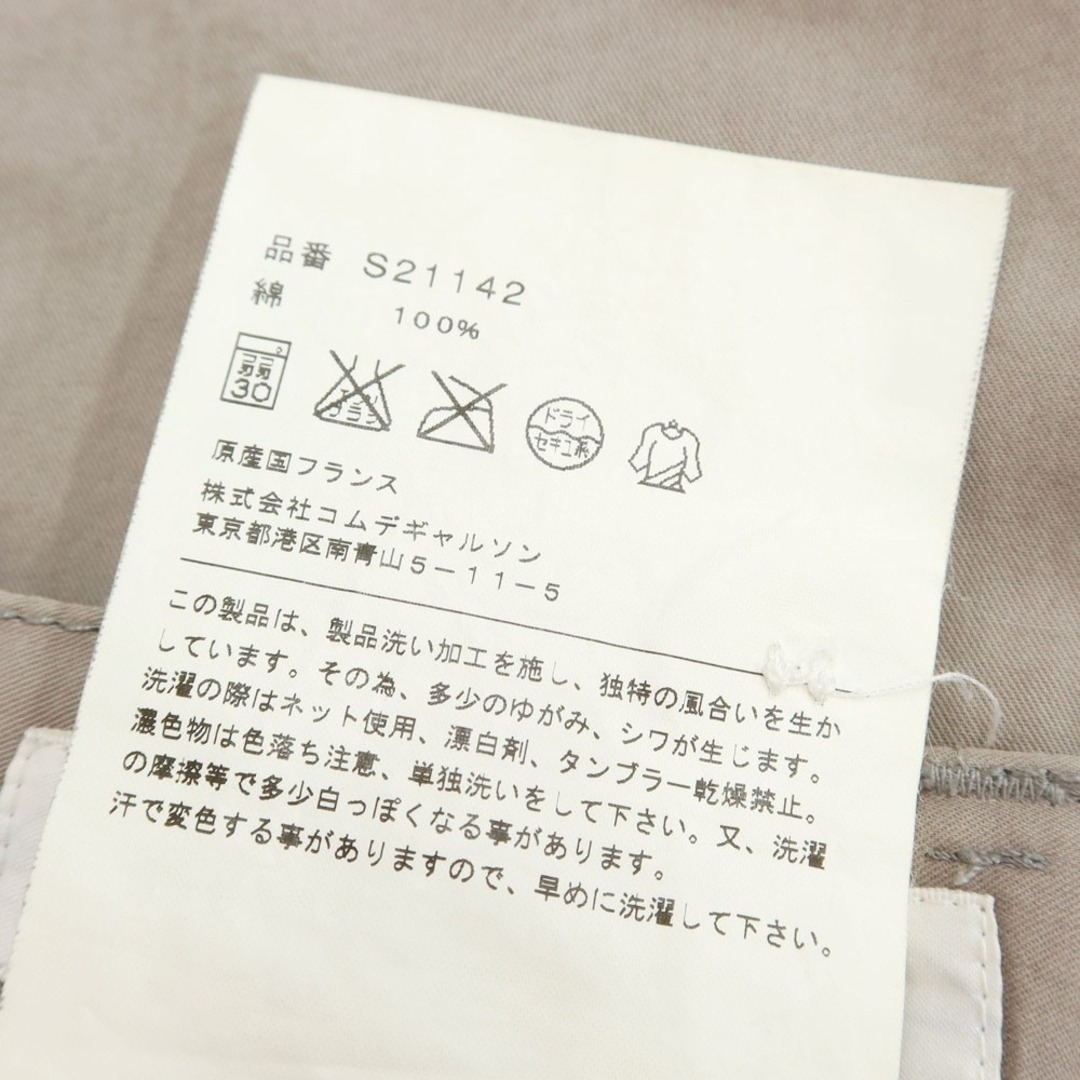 品番 S21142
綿 100%
弱 30 エンソ サラシ ドライ セキユ系
原産国フランス
株式会社コムデギャルソン
東京都港区南青山5-11-5
この製品は、製品洗い加工を施し、独特の風合いを生か
しています。その為、多少のゆがみ、シワが生じます。
洗濯の際はネット使用、漂白剤、タンブラー乾燥禁止。
濃色物は色落ち注意、単独洗いをして下さい。又、洗濯
の摩擦等で多少白っぽくなる事があります。
汗で変色する事がありますので、早めに洗濯して下さい。